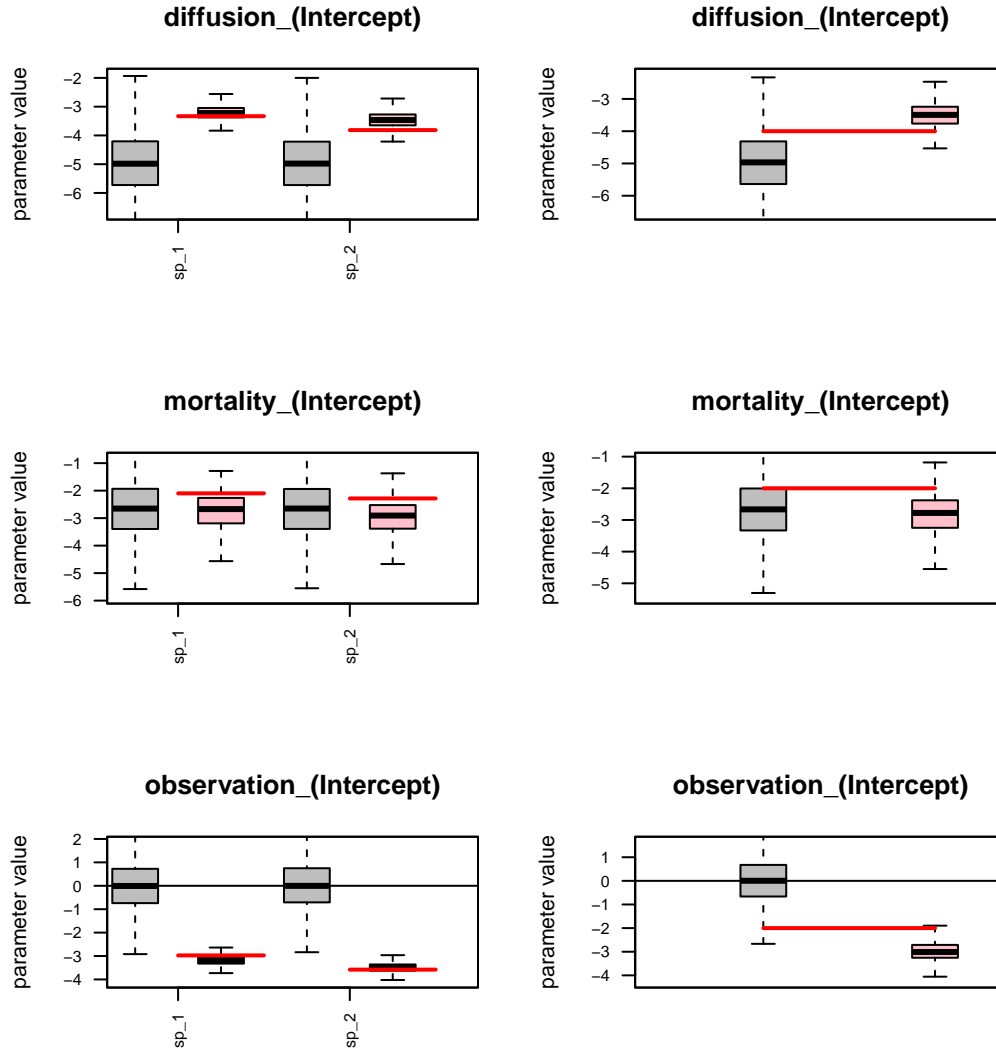 diffusion_(Intercept)
parameter value
−2
−3
−4
−5
−6
sp_1
sp_2
diffusion_(Intercept)
parameter value
−3
−4
−5
−6
mortality_(Intercept)
parameter value
−1
−2
−3
−4
−5
−6
sp_1
sp_2
mortality_(Intercept)
parameter value
−1
−2
−3
−4
−5
observation_(Intercept)
parameter value
2
1
0
−1
−2
−3
−4
sp_1
sp_2
observation_(Intercept)
parameter value
1
0
−1
−2
−3
−4